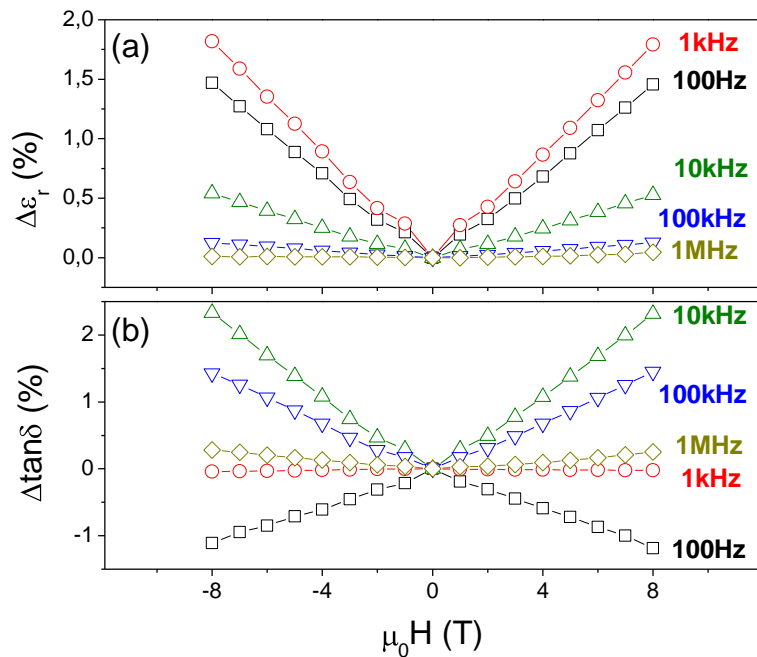 (a)
2,0
1,5
1,0
0,5
0,0
Δε_r (%)
1kHz
100Hz
10kHz
100kHz
1MHz
(b)
2
1
0
-1
Δtanδ (%)
10kHz
100kHz
1MHz
1kHz
100Hz
-8 -4 0 4 8
μ₀H (T)